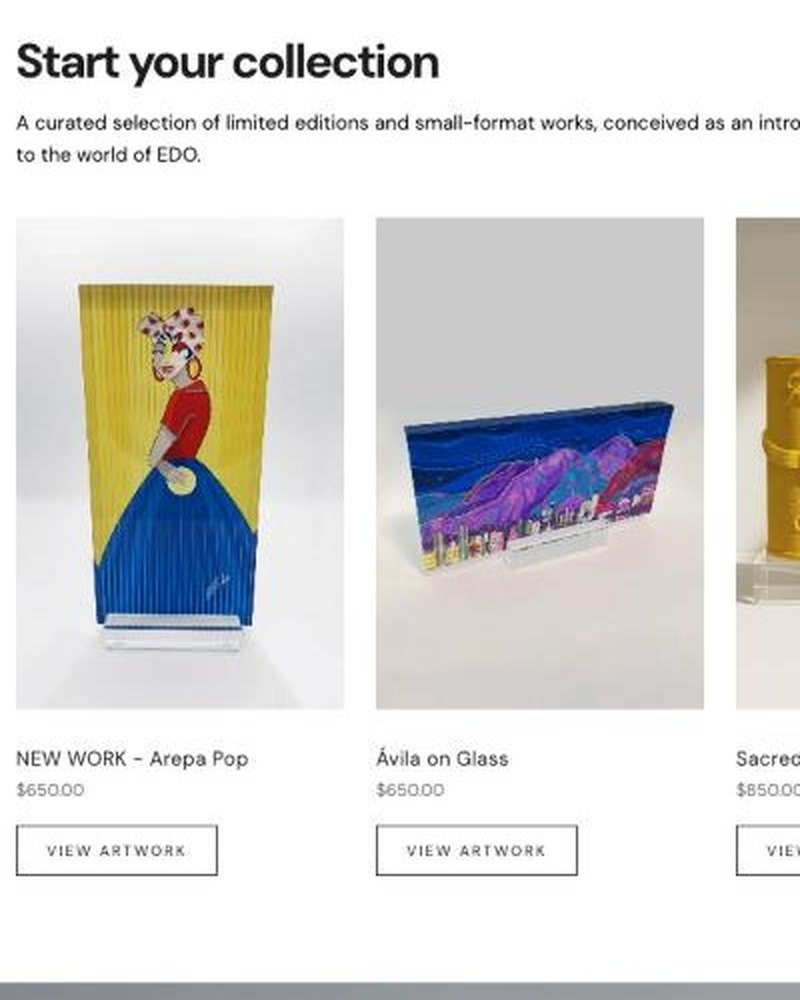 Start your collection
A curated selection of limited editions and small-format works, conceived as an intro
to the world of EDO.
NEW WORK - Arepa Pop
$650.00
VIEW ARTWORK
Ávila on Glass
$650.00
VIEW ARTWORK
Sacred
$850.00
VIEW